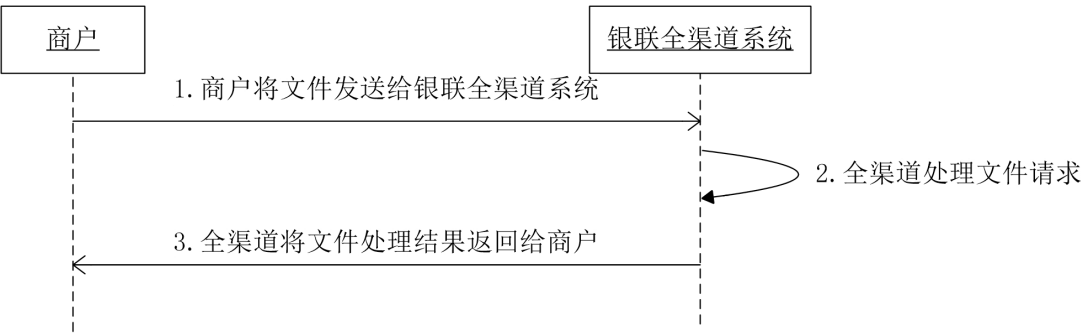 商户
银联全渠道系统
1.商户将文件发送给银联全渠道系统
2.全渠道处理文件请求
3.全渠道将文件处理结果返回给商户